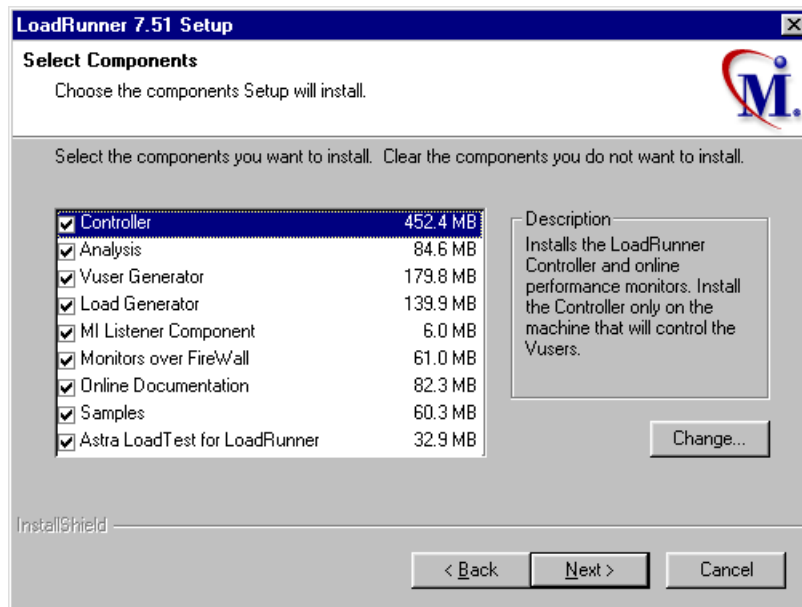 LoadRunner 7.51 Setup
Select Components
Choose the components Setup will install.
M.
Select the components you want to install. Clear the components you do not want to install.
Controller 452.4 MB
Analysis 84.6 MB
Vuser Generator 179.8 MB
Load Generator 139.9 MB
MI Listener Component 6.0 MB
Monitors over FireWall 61.0 MB
Online Documentation 82.3 MB
Samples 60.3 MB
Astra LoadTest for LoadRunner 32.9 MB
Description
Installs the LoadRunner
Controller and online
performance monitors. Install
the Controller only on the
machine that will control the
Vusers.
Change...
InstallShield
< Back
Next >
Cancel